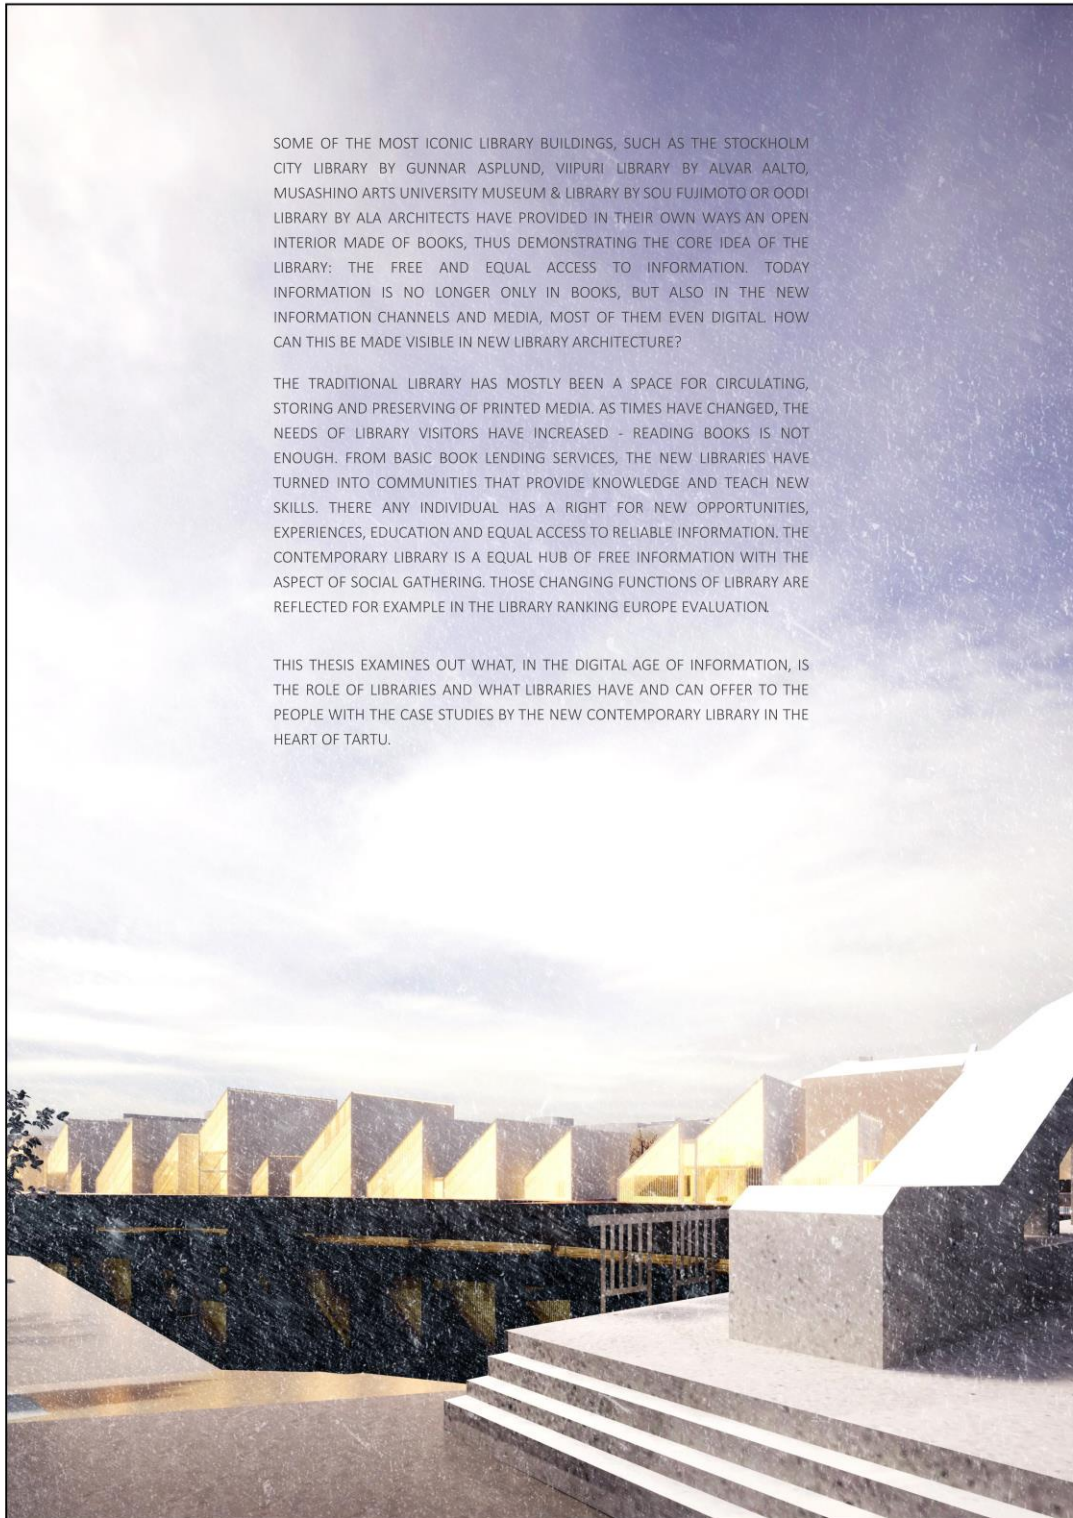 SOME OF THE MOST ICONIC LIBRARY BUILDINGS, SUCH AS THE STOCKHOLM
CITY LIBRARY BY GUNNAR ASPLUND, VIIPURI LIBRARY BY ALVAR AALTO,
MUSASHINO ARTS UNIVERSITY MUSEUM & LIBRARY BY SOU FUJIMOTO OR OODI
LIBRARY BY ALA ARCHITECTS HAVE PROVIDED IN THEIR OWN WAYS AN OPEN
INTERIOR MADE OF BOOKS, THUS DEMONSTRATING THE CORE IDEA OF THE
LIBRARY: THE FREE AND EQUAL ACCESS TO INFORMATION. TODAY
INFORMATION IS NO LONGER ONLY IN BOOKS, BUT ALSO IN THE NEW
INFORMATION CHANNELS AND MEDIA, MOST OF THEM EVEN DIGITAL. HOW
CAN THIS BE MADE VISIBLE IN NEW LIBRARY ARCHITECTURE?
THE TRADITIONAL LIBRARY HAS MOSTLY BEEN A SPACE FOR CIRCULATING,
STORING AND PRESERVING OF PRINTED MEDIA. AS TIMES HAVE CHANGED, THE
NEEDS OF LIBRARY VISITORS HAVE INCREASED - READING BOOKS IS NOT
ENOUGH. FROM BASIC BOOK LENDING SERVICES, THE NEW LIBRARIES HAVE
TURNED INTO COMMUNITIES THAT PROVIDE KNOWLEDGE AND TEACH NEW
SKILLS. THERE ANY INDIVIDUAL HAS A RIGHT FOR NEW OPPORTUNITIES,
EXPERIENCES, EDUCATION AND EQUAL ACCESS TO RELIABLE INFORMATION. THE
CONTEMPORARY LIBRARY IS A EQUAL HUB OF FREE INFORMATION WITH THE
ASPECT OF SOCIAL GATHERING. THOSE CHANGING FUNCTIONS OF LIBRARY ARE
REFLECTED FOR EXAMPLE IN THE LIBRARY RANKING EUROPE EVALUATION.
THIS THESIS EXAMINES OUT WHAT, IN THE DIGITAL AGE OF INFORMATION, IS
THE ROLE OF LIBRARIES AND WHAT LIBRARIES HAVE AND CAN OFFER TO THE
PEOPLE WITH THE CASE STUDIES BY THE NEW CONTEMPORARY LIBRARY IN THE
HEART OF TARTU.